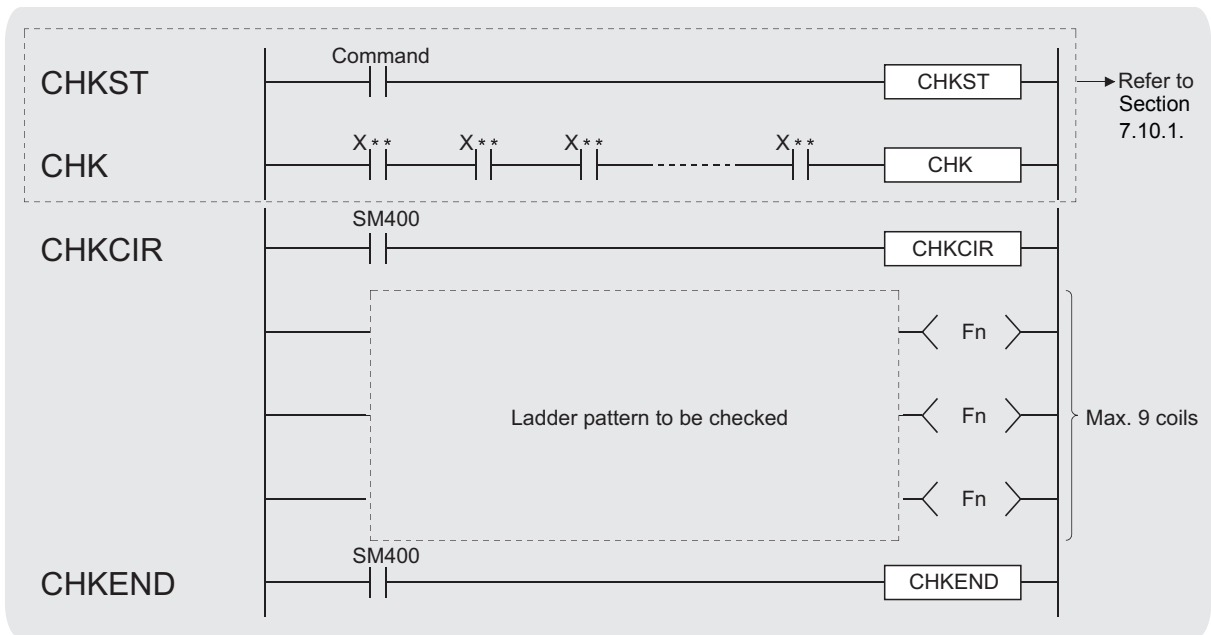 Command
CHKST
CHKST
Refer to
Section
7.10.1.
X** X** X** X**
CHK
CHK
SM400
CHKCIR
CHKCIR
Fn
Ladder pattern to be checked
Fn
Max. 9 coils
Fn
SM400
CHKEND
CHKEND